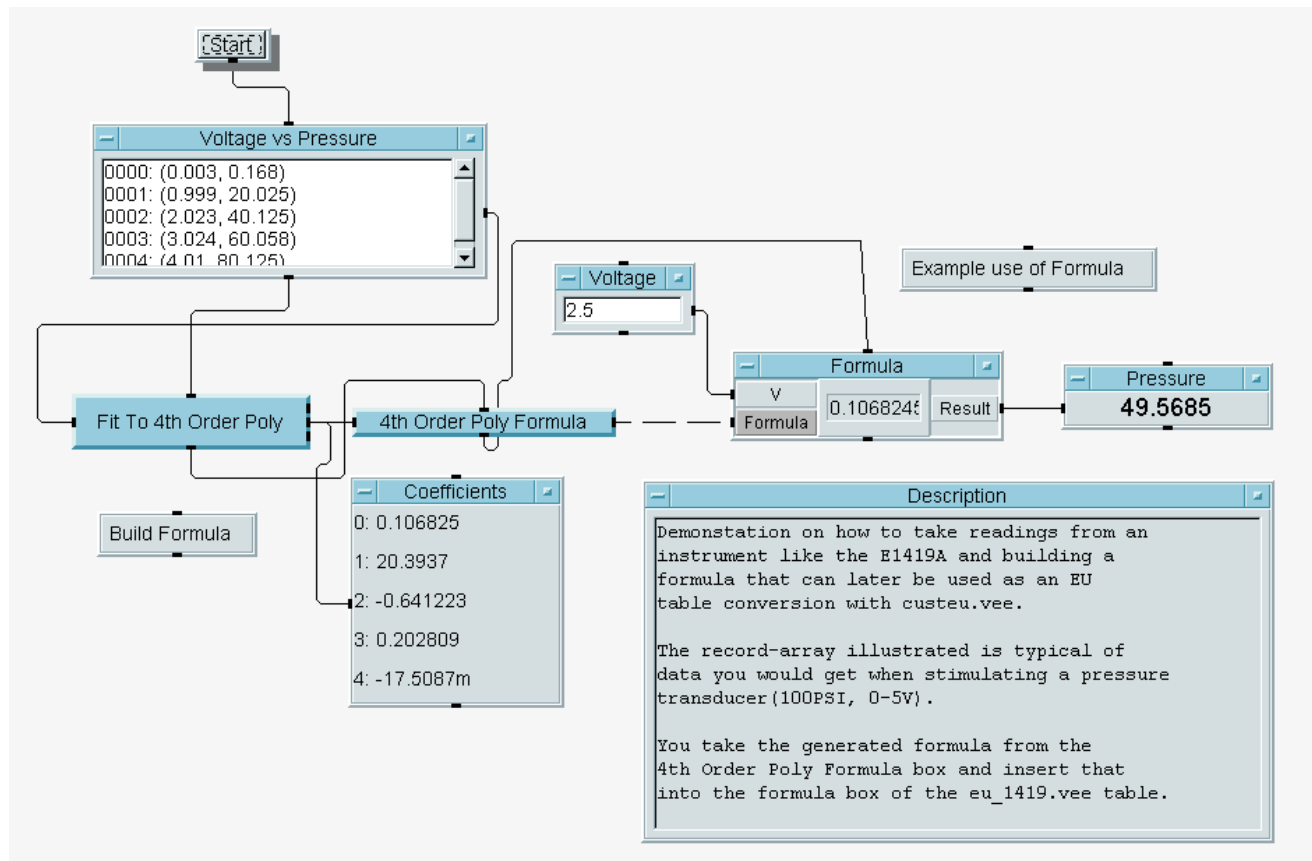 Start
Voltage vs Pressure
0000: (0.003, 0.168)
0001: (0.999, 20.025)
0002: (2.023, 40.125)
0003: (3.024, 60.058)
0004: (4.01, 80.125)
Voltage
2.5
Example use of Formula
Formula
V
Formula
0.106824
Result
Pressure
49.5685
Fit To 4th Order Poly
4th Order Poly Formula
Build Formula
Coefficients
0: 0.106825
1: 20.3937
2: -0.641223
3: 0.202809
4: -17.5087m
Description
Demonstation on how to take readings from an
instrument like the E1419A and building a
formula that can later be used as an EU
table conversion with custeu.vee.
The record-array illustrated is typical of
data you would get when stimulating a pressure
transducer(100PSI, 0-5V).
You take the generated formula from the
4th Order Poly Formula box and insert that
into the formula box of the eu_1419.vee table.